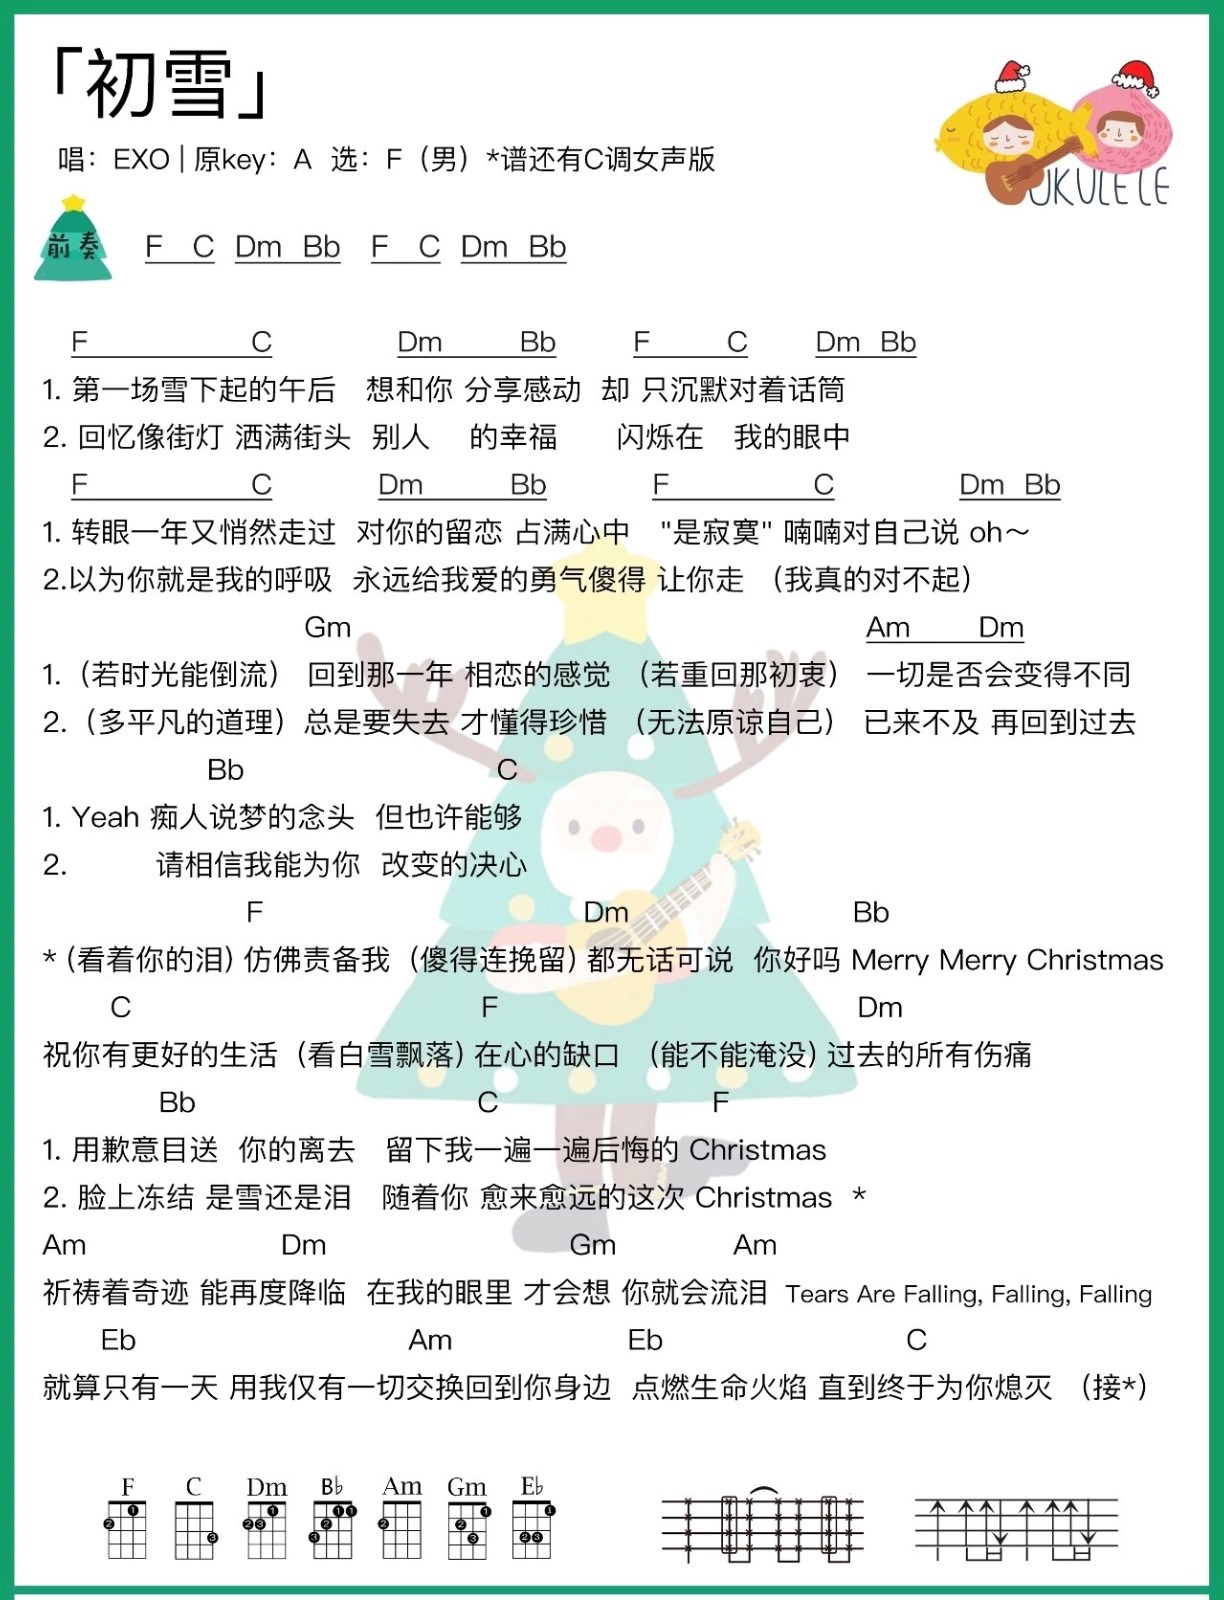 「初雪」
唱：EXO | 原key：A 选：F（男）*谱还有C调女声版
UKULELE
前奏 F C Dm Bb F C Dm Bb
F C Dm Bb F C Dm Bb
1. 第一场雪下起的午后 想和你 分享感动 却 只沉默对着话筒
2. 回忆像街灯 洒满街头 别人 的幸福 闪烁在 我的眼中
F C Dm Bb F C Dm Bb
1. 转眼一年又悄然走过 对你的留恋 占满心中 "是寂寞" 喃喃对自己说 oh～
2.以为你就是我的呼吸 永远给我爱的勇气傻得 让你走 （我真的对不起）
Gm Am Dm
1.（若时光能倒流） 回到那一年 相恋的感觉 （若重回那初衷） 一切是否会变得不同
2.（多平凡的道理）总是要失去 才懂得珍惜 （无法原谅自己） 已来不及 再回到过去
Bb C
1. Yeah 痴人说梦的念头 但也许能够
2. 请相信我能为你 改变的决心
F Dm Bb
* (看着你的泪) 仿佛责备我（傻得连挽留) 都无话可说 你好吗 Merry Merry Christmas
C F Dm
祝你有更好的生活（看白雪飘落) 在心的缺口 （能不能淹没) 过去的所有伤痛
Bb C F
1. 用歉意目送 你的离去 留下我一遍一遍后悔的 Christmas
2. 脸上冻结 是雪还是泪 随着你 愈来愈远的这次 Christmas *
Am Dm Gm Am
祈祷着奇迹 能再度降临 在我的眼里 才会想 你就会流泪 Tears Are Falling, Falling, Falling
Eb Am Eb C
就算只有一天 用我仅有一切交换回到你身边 点燃生命火焰 直到终于为你熄灭 （接*）
F C Dm B♭ Am Gm E♭